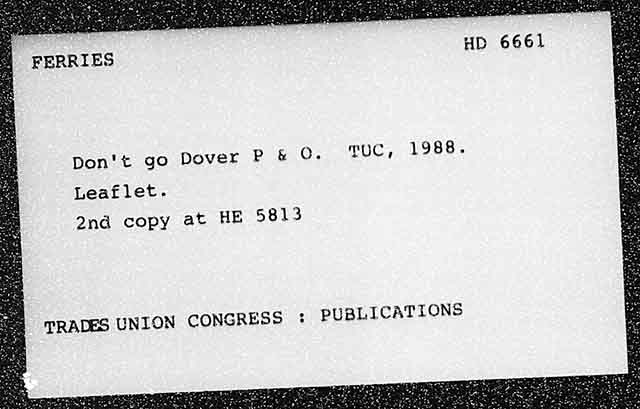 FERRIES HD 6661
Don't go Dover P & O. TUC, 1988.
Leaflet.
2nd copy at HE 5813
TRADES UNION CONGRESS : PUBLICATIONS